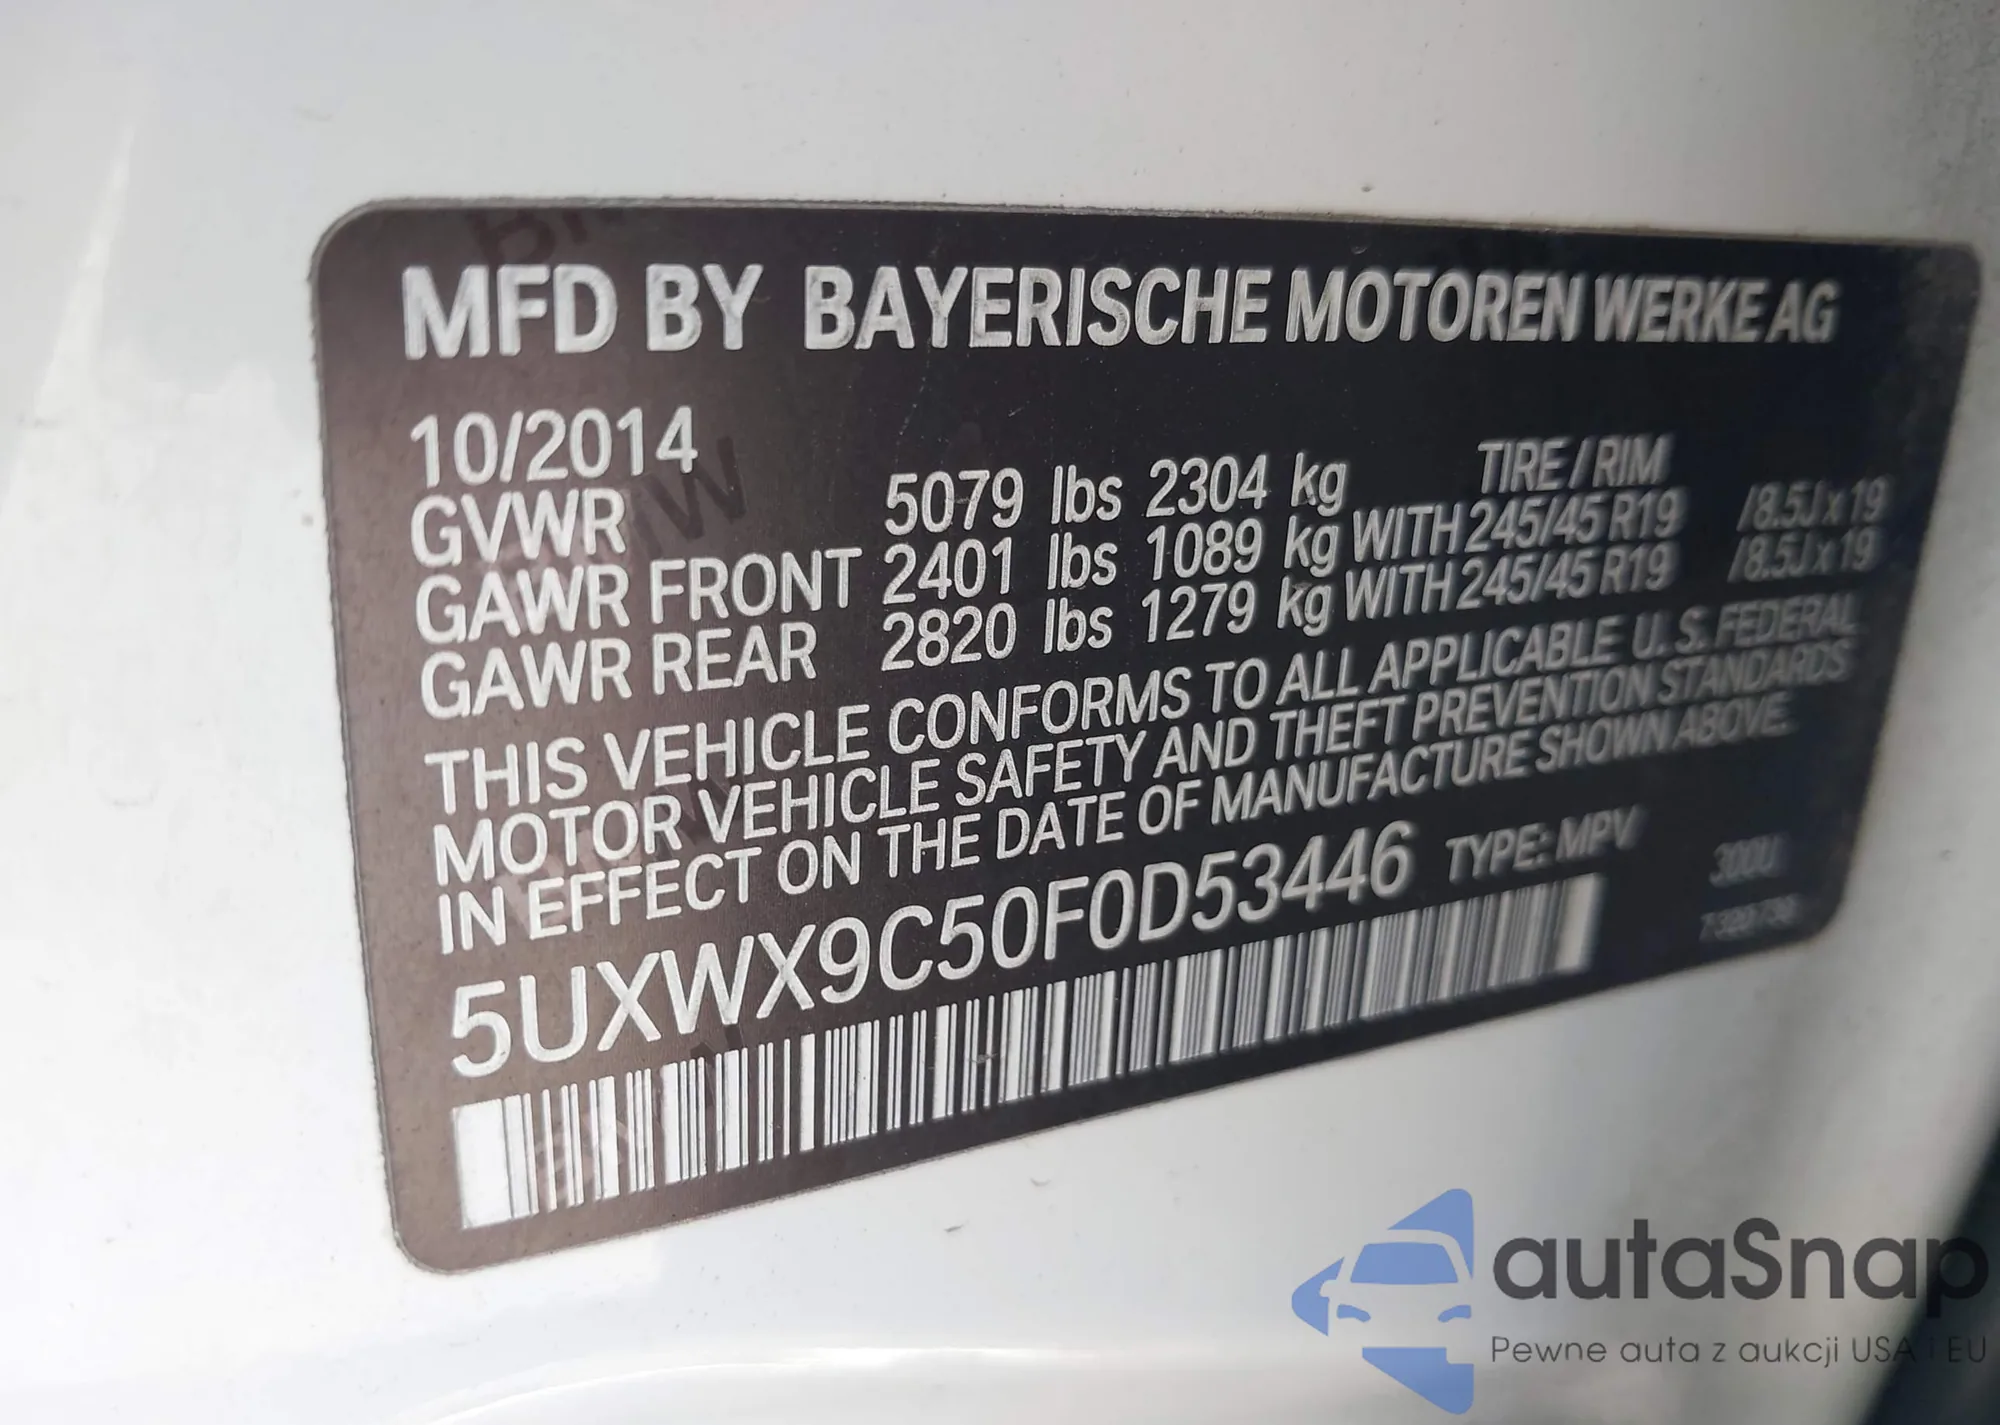 MFD BY BAYERISCHE MOTOREN WERKE AG
10/2014
TIRE / RIM
GVWR 5079 lbs 2304 kg
GAWR FRONT 2401 lbs 1089 kg WITH 245/45 R19 /8.5J x 19
GAWR REAR 2820 lbs 1279 kg WITH 245/45 R19 /8.5J x 19
THIS VEHICLE CONFORMS TO ALL APPLICABLE U. S. FEDERAL
MOTOR VEHICLE SAFETY AND THEFT PREVENTION STANDARDS
IN EFFECT ON THE DATE OF MANUFACTURE SHOWN ABOVE.
5UXWX9C50F0D53446 TYPE: MPV
300U
autaSnap
Pewne auta z aukcji USA i EU